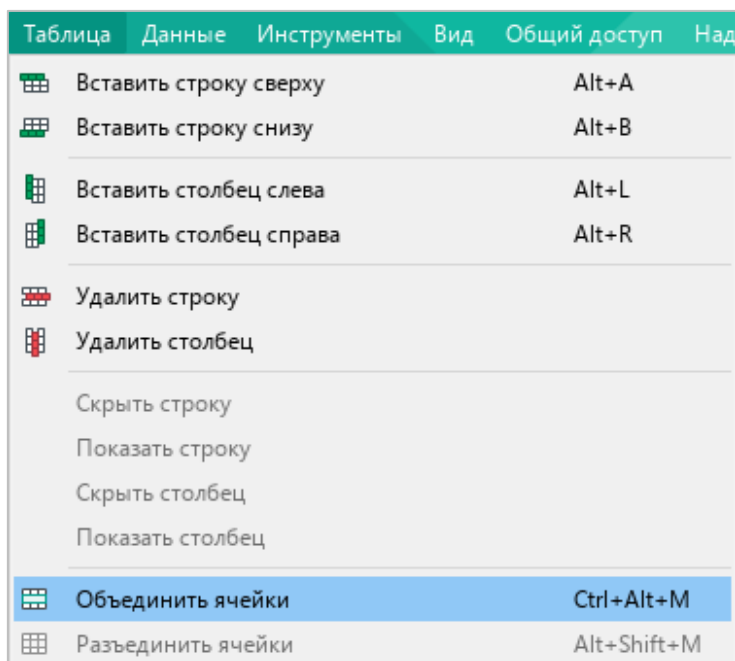 Таблица Данные Инструменты Вид Общий доступ Над
Вставить строку сверху Alt+A
Вставить строку снизу Alt+B
Вставить столбец слева Alt+L
Вставить столбец справа Alt+R
Удалить строку
Удалить столбец
Скрыть строку
Показать строку
Скрыть столбец
Показать столбец
Объединить ячейки Ctrl+Alt+M
Разъединить ячейки Alt+Shift+M